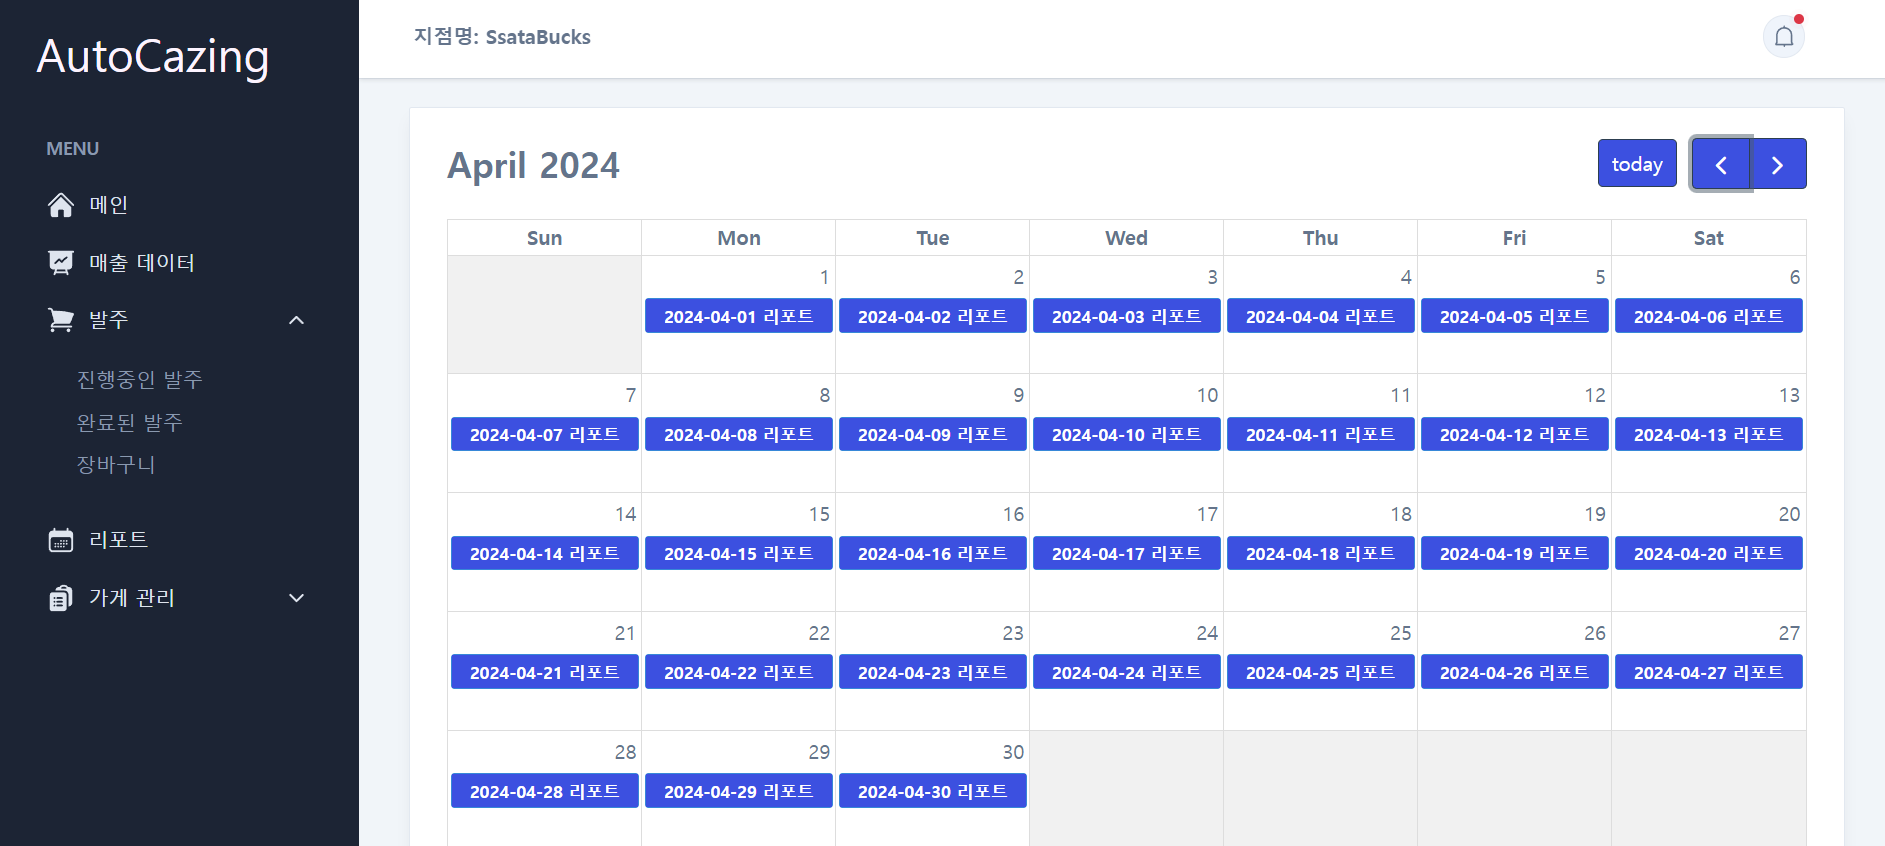 AutoCazing
MENU
메인
매출 데이터
발주
진행중인 발주
완료된 발주
장바구니
리포트
가게 관리
지점명: SsataBucks
April 2024
today
Sun Mon Tue Wed Thu Fri Sat
1 2 3 4 5 6
2024-04-01 리포트 2024-04-02 리포트 2024-04-03 리포트 2024-04-04 리포트 2024-04-05 리포트 2024-04-06 리포트
7 8 9 10 11 12 13
2024-04-07 리포트 2024-04-08 리포트 2024-04-09 리포트 2024-04-10 리포트 2024-04-11 리포트 2024-04-12 리포트 2024-04-13 리포트
14 15 16 17 18 19 20
2024-04-14 리포트 2024-04-15 리포트 2024-04-16 리포트 2024-04-17 리포트 2024-04-18 리포트 2024-04-19 리포트 2024-04-20 리포트
21 22 23 24 25 26 27
2024-04-21 리포트 2024-04-22 리포트 2024-04-23 리포트 2024-04-24 리포트 2024-04-25 리포트 2024-04-26 리포트 2024-04-27 리포트
28 29 30
2024-04-28 리포트 2024-04-29 리포트 2024-04-30 리포트